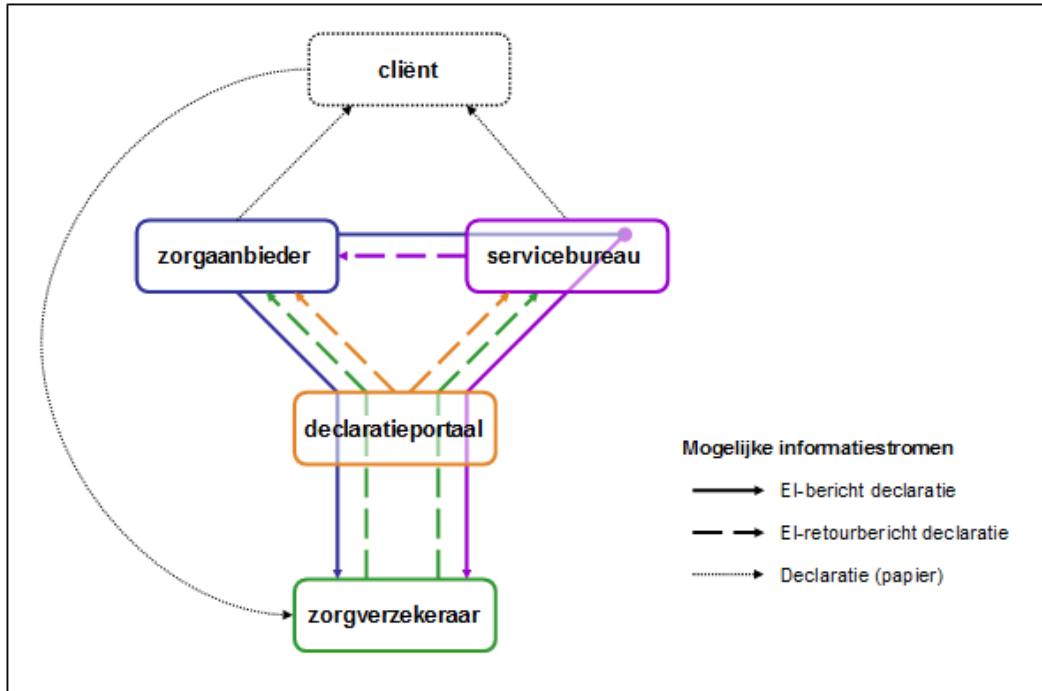 cliënt
zorgaanbieder
servicebureau
declaratieportaal
zorgverzekeraar
Mogelijke informatiestromen
EI-bericht declaratie
EI-retourbericht declaratie
Declaratie (papier)